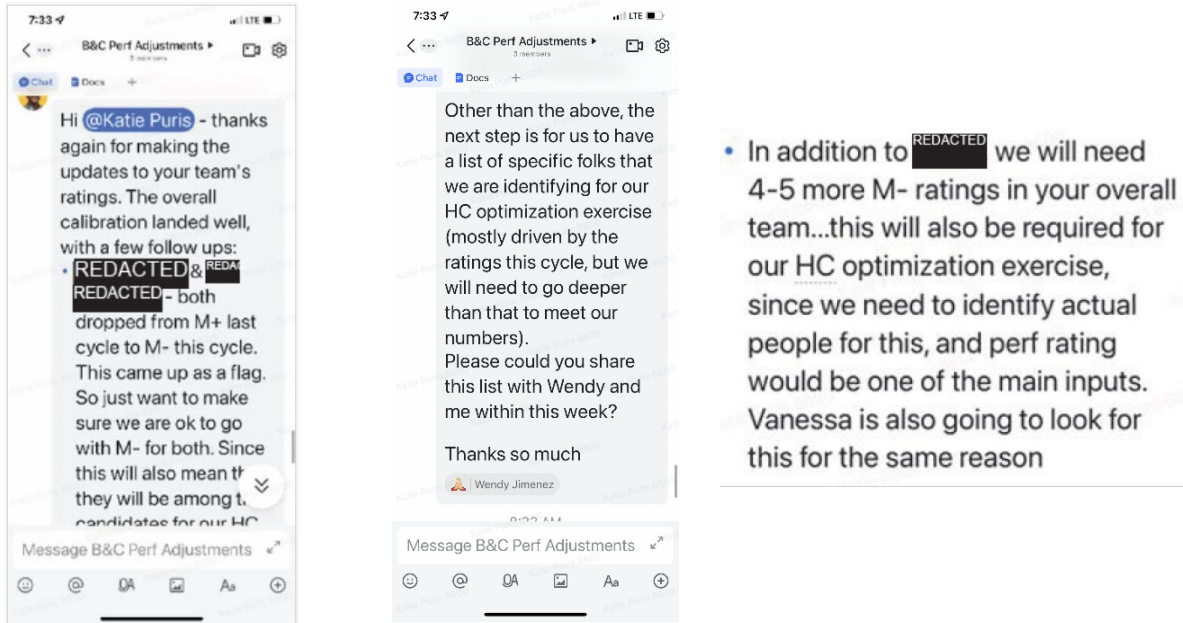 7:33
LTE
B&C Perf Adjustments
3 members
Chat
Docs
+
Hi @Katie Puris - thanks
again for making the
updates to your team's
ratings. The overall
calibration landed well,
with a few follow ups:
• REDACTED & REDA
REDACTED - both
dropped from M+ last
cycle to M- this cycle.
This came up as a flag.
So just want to make
sure we are ok to go
with M- for both. Since
this will also mean th
they will be among t
candidates for our HC
Message B&C Perf Adjustments
Aa
7:33
LTE
B&C Perf Adjustments
3 members
Chat
Docs
+
Other than the above, the
next step is for us to have
a list of specific folks that
we are identifying for our
HC optimization exercise
(mostly driven by the
ratings this cycle, but we
will need to go deeper
than that to meet our
numbers).
Please could you share
this list with Wendy and
me within this week?
Thanks so much
Wendy Jimenez
Message B&C Perf Adjustments
Aa
Katie Puris 8600
• In addition to REDACTED we will need
4-5 more M- ratings in your overall
team...this will also be required for
our HC optimization exercise,
since we need to identify actual
people for this, and perf rating
would be one of the main inputs.
Vanessa is also going to look for
this for the same reason